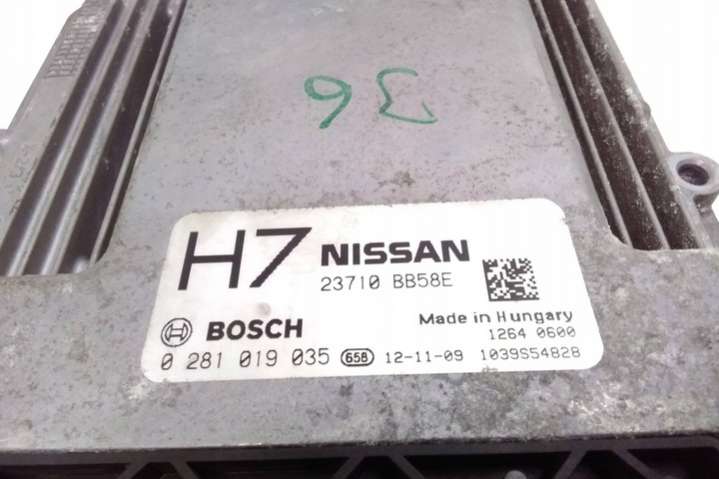 36
H7 NISSAN
23710 BB58E
Made in Hungary
BOSCH
1264 0600
0 281 019 035 658 12-11-09 1039S54828